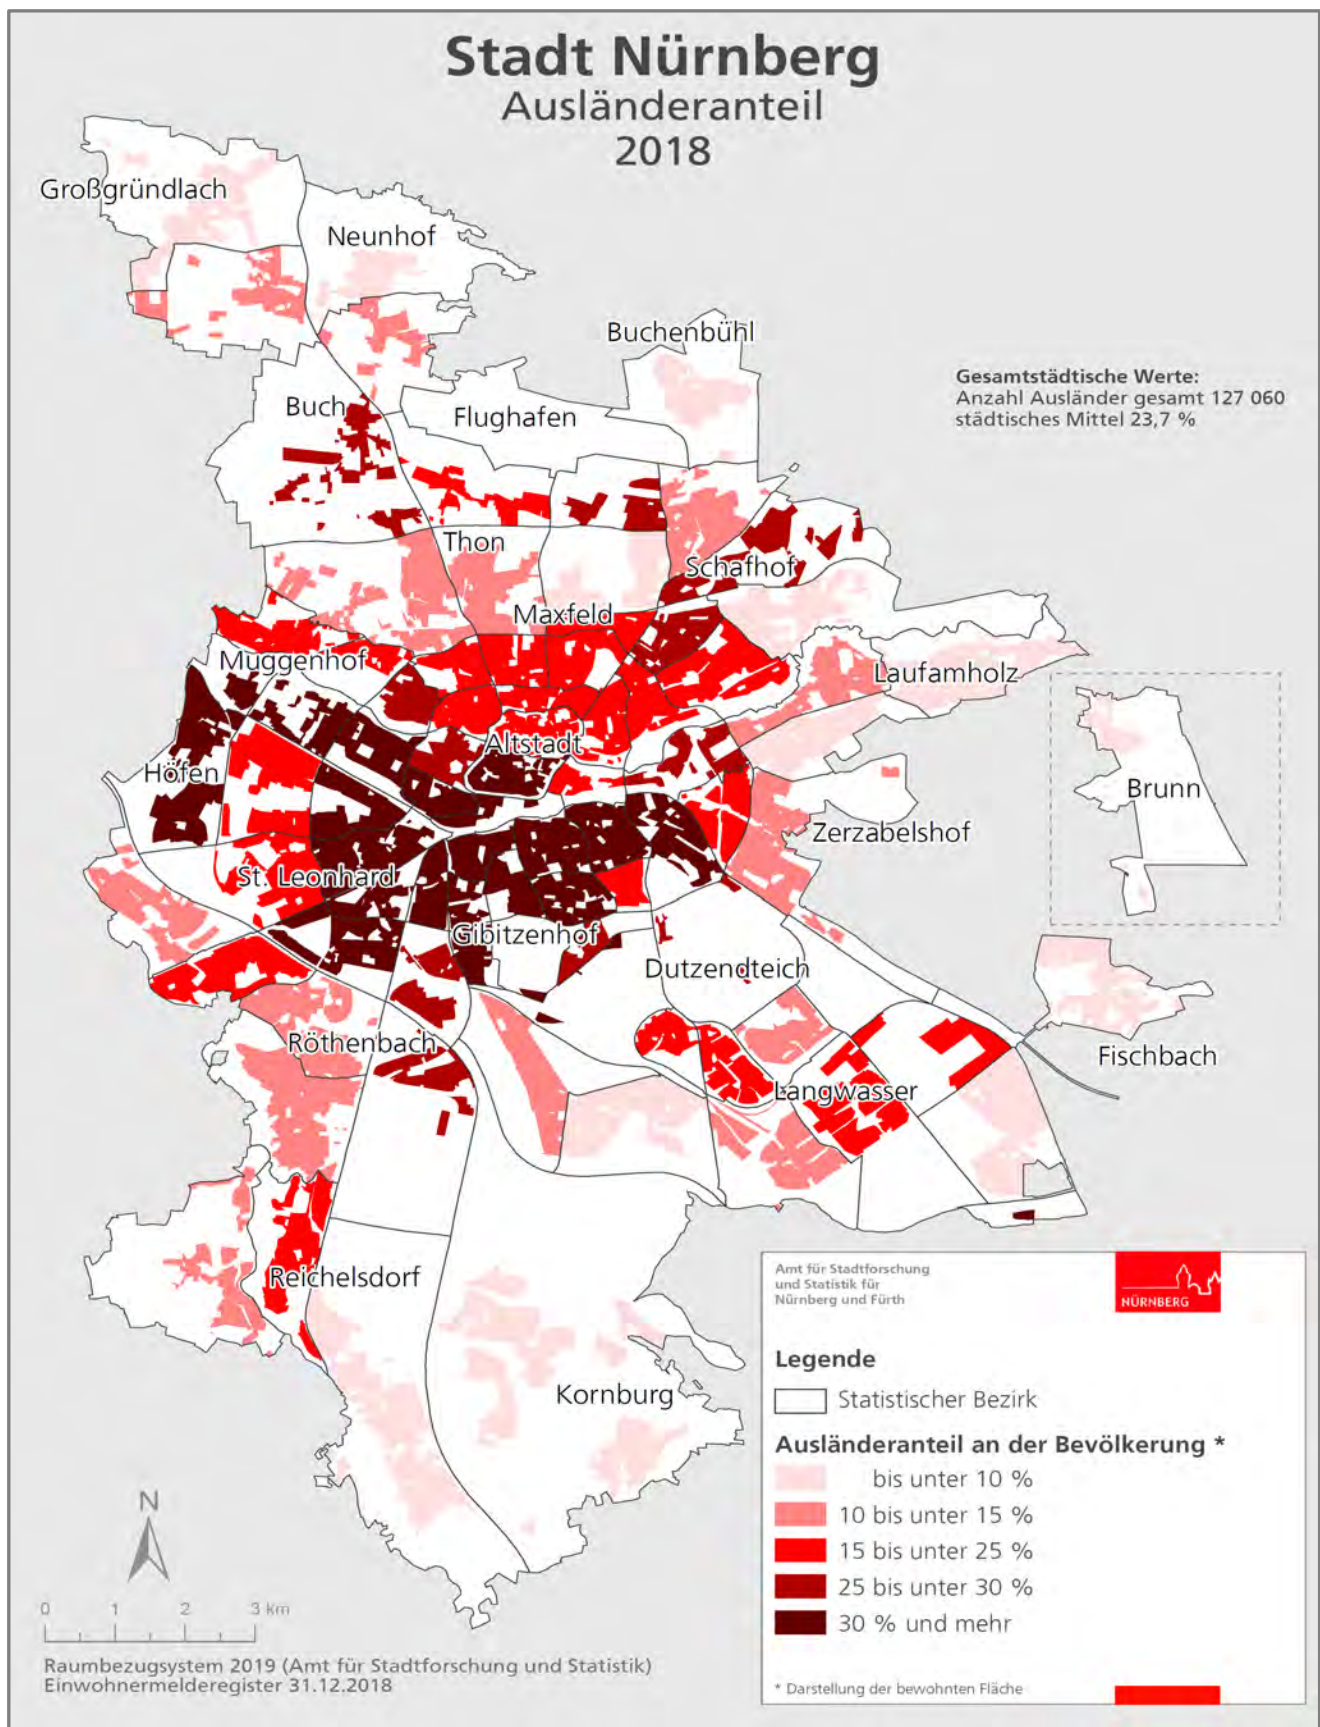 Stadt Nürnberg
Ausländeranteil
2018
Großgründlach
Neunhof
Buchenbühl
Gesamtstädtische Werte:
Anzahl Ausländer gesamt 127 060
städtisches Mittel 23,7 %
Buch
Flughafen
Thon
Schafhof
Maxfeld
Muggenhof
Laufamholz
Altstadt
Höfen
Brunn
Zerzabelshof
St. Leonhard
Gibitzenhof
Dutzendteich
Röthenbach
Fischbach
Langwasser
Reichelsdorf
Kornburg
Amt für Stadtforschung
und Statistik für
Nürnberg und Fürth
NÜRNBERG
Legende
Statistischer Bezirk
Ausländeranteil an der Bevölkerung *
bis unter 10 %
10 bis unter 15 %
15 bis unter 25 %
25 bis unter 30 %
30 % und mehr
* Darstellung der bewohnten Fläche
N
0 1 2 3 km
Raumbezugsystem 2019 (Amt für Stadtforschung und Statistik)
Einwohnermelderegister 31.12.2018